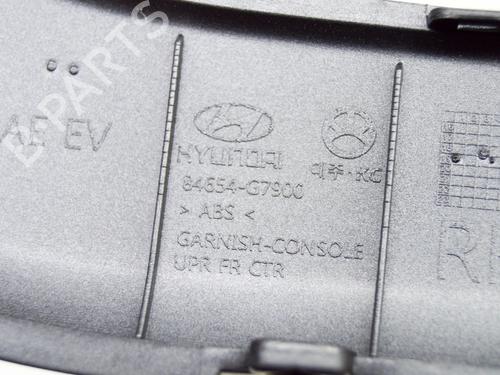 B-PARTS
AE EV
HYUNDAI
84654-G7900
> ABS <
GARNISH-CONSOLE
UPR FR CTR